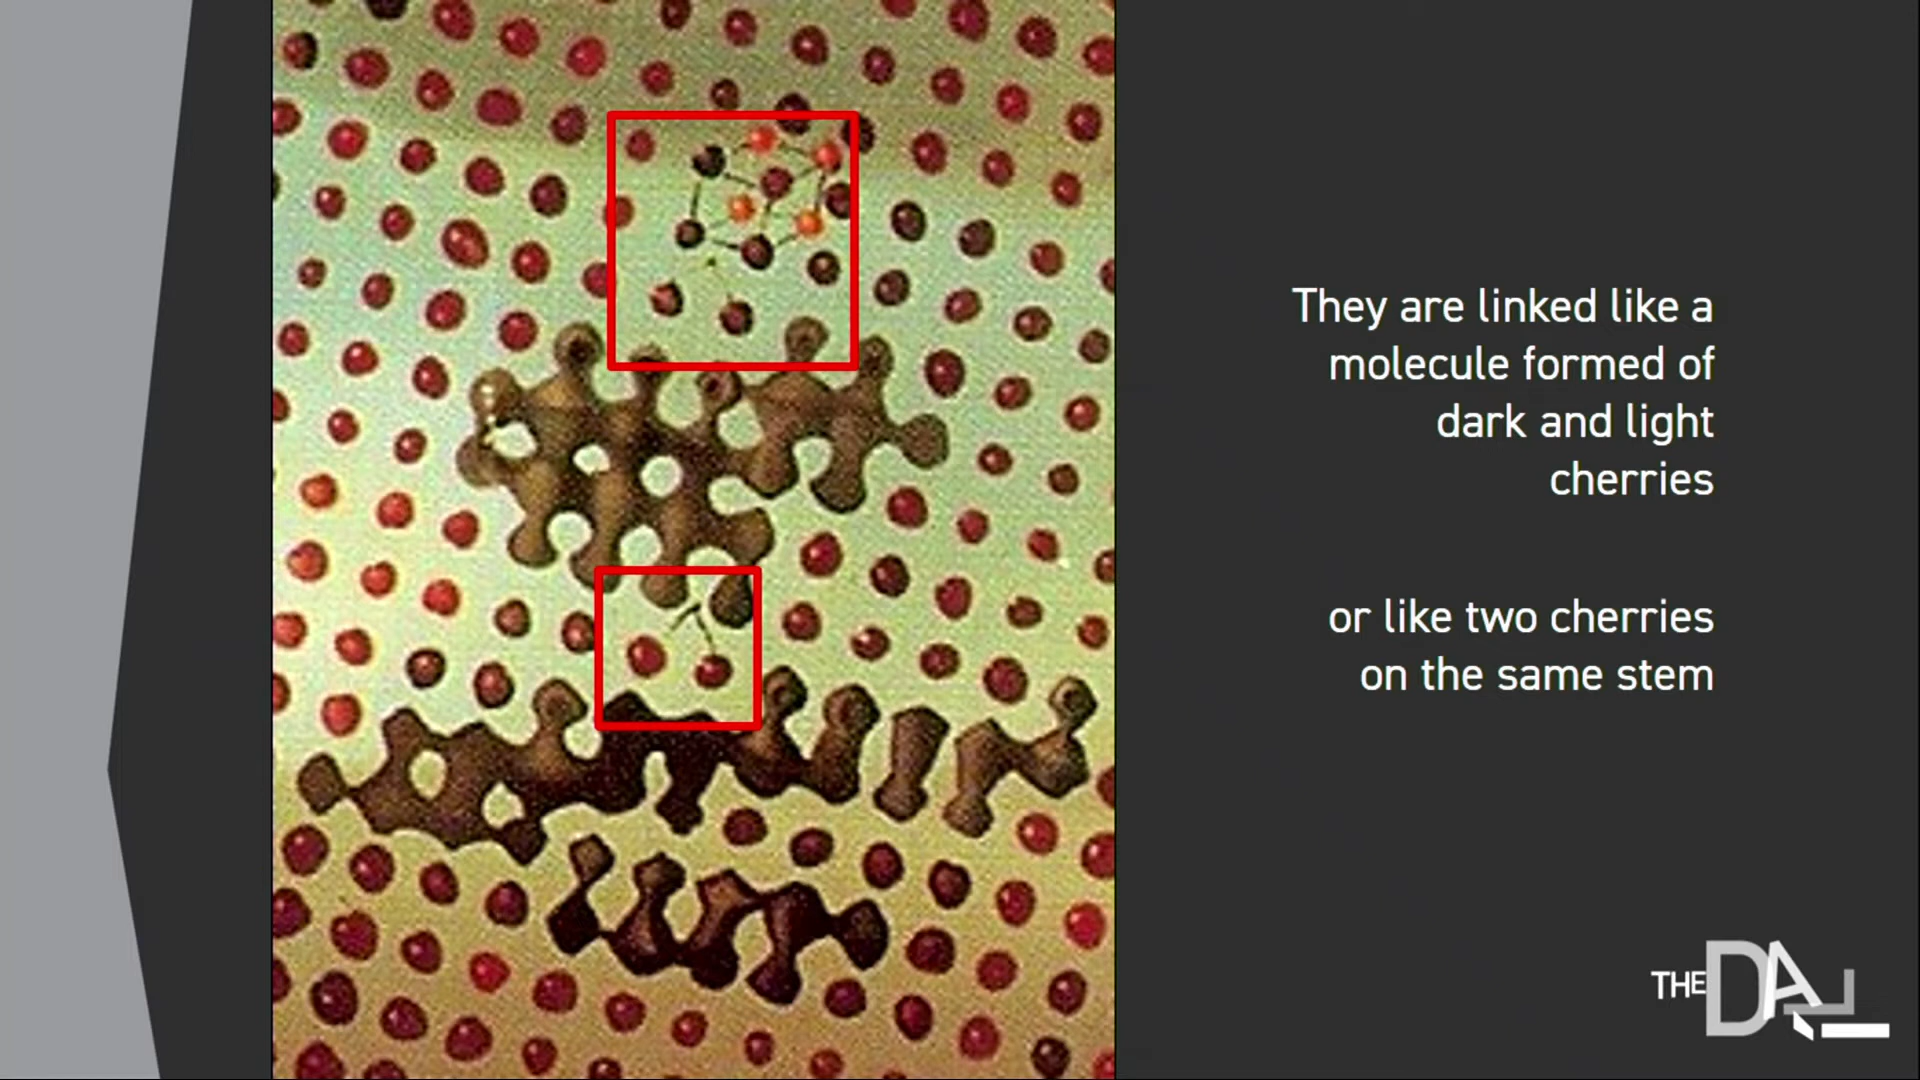 They are linked like a
molecule formed of
dark and light
cherries
or like two cherries
on the same stem
THE DALÍ